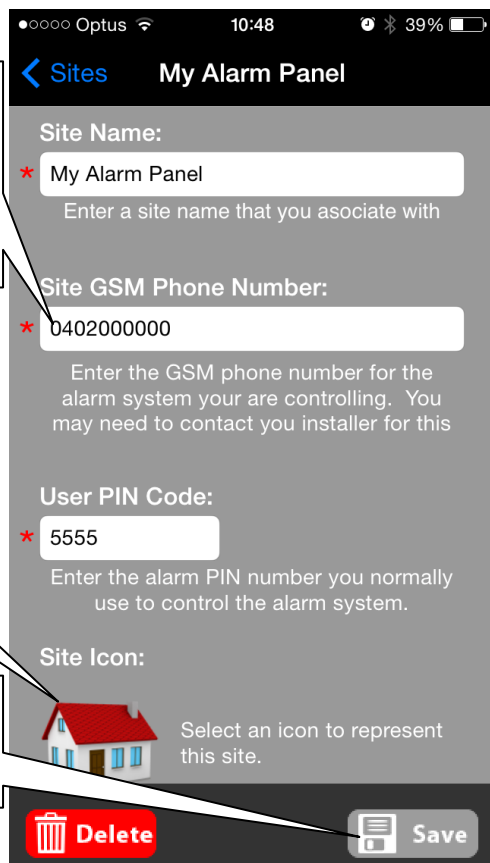 Optus 10:48 39%
Sites My Alarm Panel
Site Name:
* My Alarm Panel
Enter a site name that you asociate with
Site GSM Phone Number:
* 0402000000
Enter the GSM phone number for the
alarm system your are controlling. You
may need to contact you installer for this
User PIN Code:
* 5555
Enter the alarm PIN number you normally
use to control the alarm system.
Site Icon:
Select an icon to represent
this site.
Delete Save